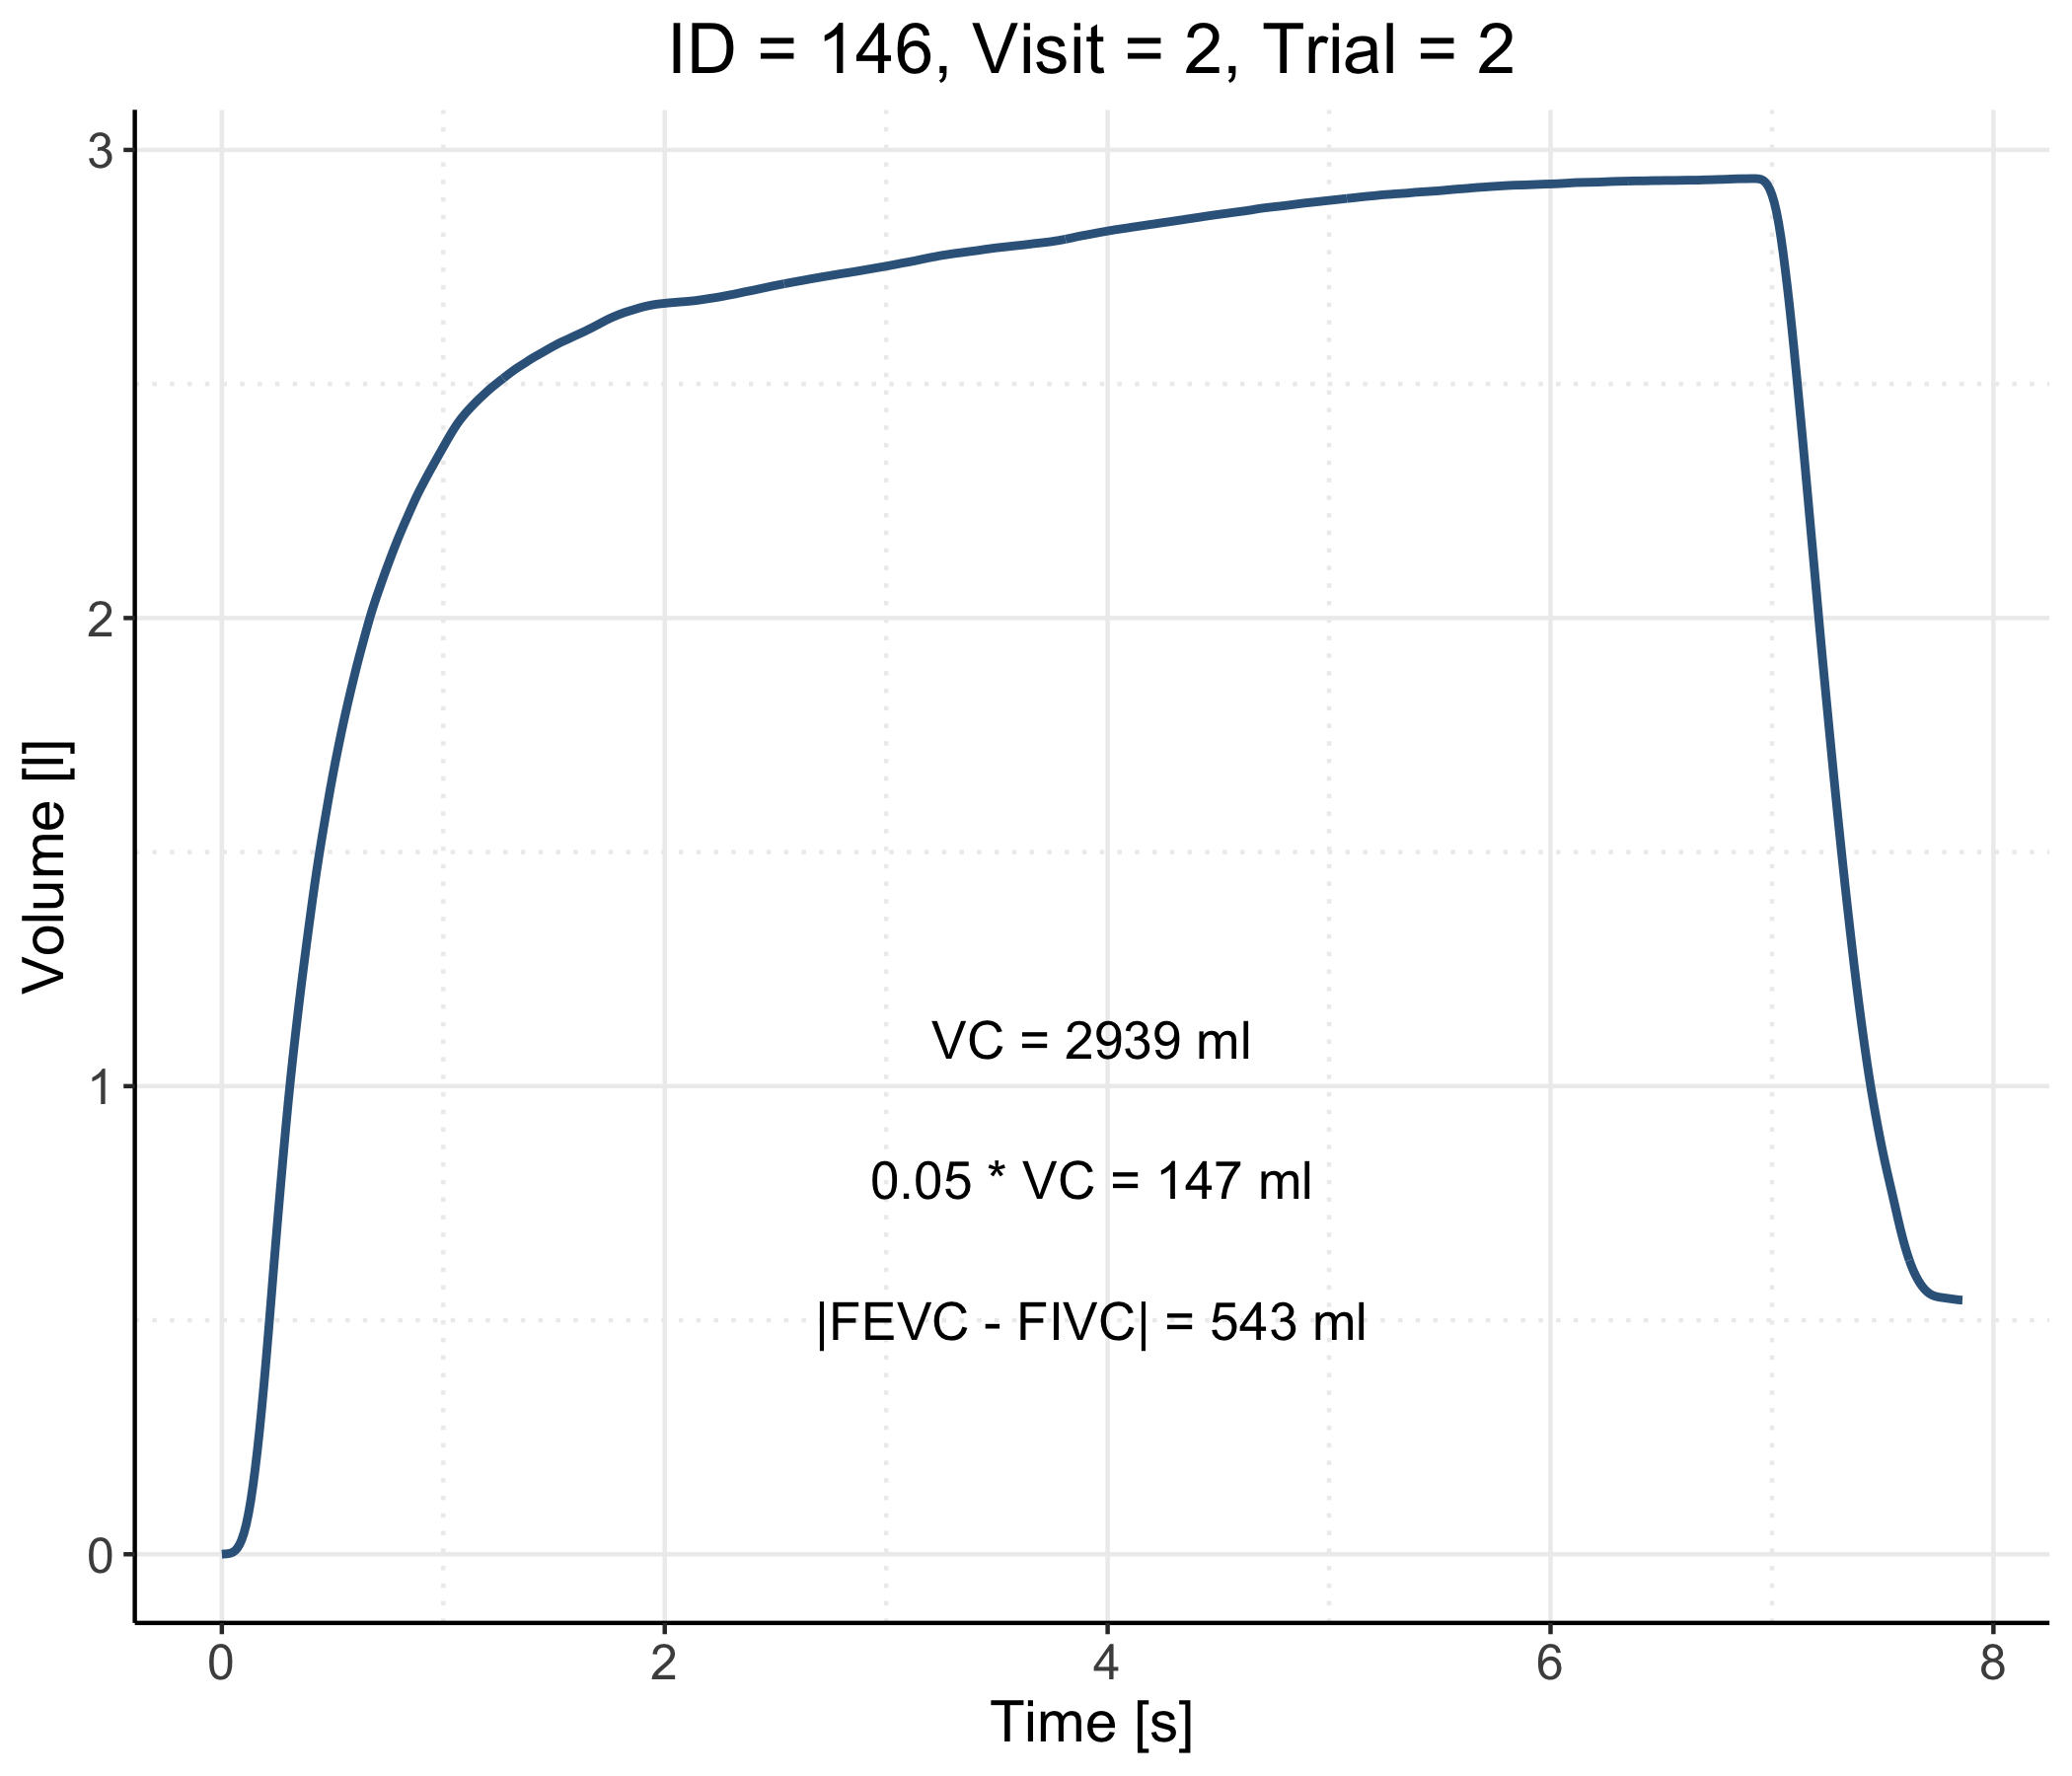 ID = 146, Visit = 2, Trial = 2
3
2
1
0
Volume [l]
VC = 2939 ml
0.05 * VC = 147 ml
|FEVC - FIVC| = 543 ml
0 2 4 6 8
Time [s]